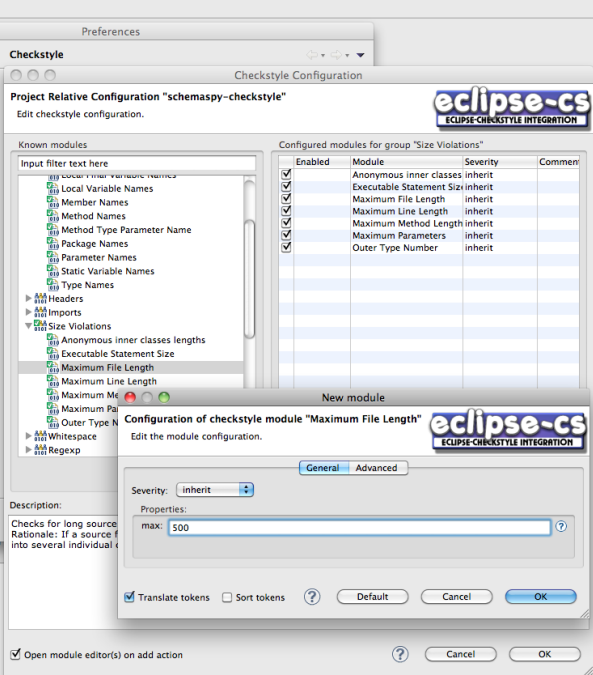 Preferences
Checkstyle
Checkstyle Configuration
Project Relative Configuration "schemaspy-checkstyle"
Edit checkstyle configuration.
eclipse-cs
ECLIPSE-CHECKSTYLE INTEGRATION
Known modules
Input filter text here
Local Final Variable Names
Local Variable Names
Member Names
Method Names
Method Type Parameter Name
Package Names
Parameter Names
Static Variable Names
Type Names
Headers
Imports
Size Violations
Anonymous inner classes lengths
Executable Statement Size
Maximum File Length
Maximum Line Length
Maximum Me
Maximum Pa
Outer Type N
Whitespace
Regexp
Configured modules for group "Size Violations"
Enabled Module Severity Commen
Anonymous inner classes inherit
Executable Statement Size inherit
Maximum File Length inherit
Maximum Line Length inherit
Maximum Method Length inherit
Maximum Parameters inherit
Outer Type Number inherit
Description:
Checks for long source
Rationale: If a source f
into several individual
Open module editor(s) on add action
Cancel
OK
New module
Configuration of checkstyle module "Maximum File Length"
Edit the module configuration.
eclipse-cs
ECLIPSE-CHECKSTYLE INTEGRATION
General Advanced
Severity: inherit
Properties:
max: 500
Translate tokens
Sort tokens
Default
Cancel
OK